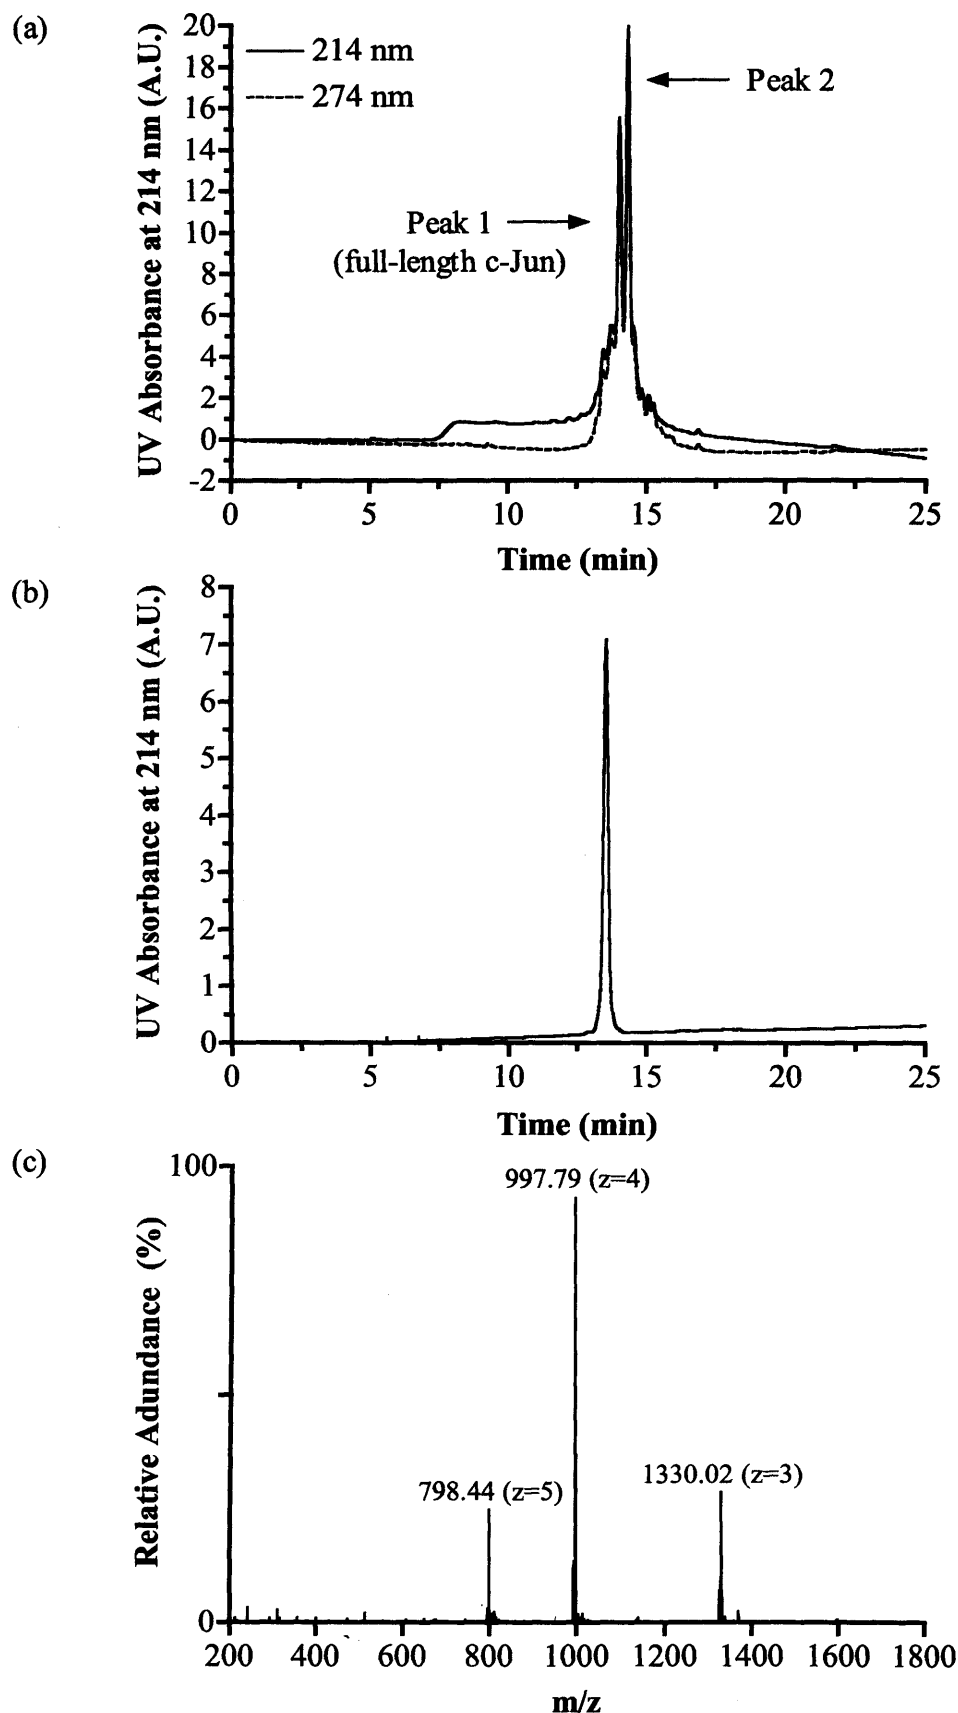 (a)
20
18
16
14
12
10
8
6
4
2
0
-2
UV Absorbance at 214 nm (A.U.)
214 nm
274 nm
Peak 2
Peak 1
(full-length c-Jun)
0 5 10 15 20 25
Time (min)
(b)
8
7
6
5
4
3
2
1
0
UV Absorbance at 214 nm (A.U.)
0 5 10 15 20 25
Time (min)
(c)
100
0
Relative Adundance (%)
997.79 (z=4)
1330.02 (z=3)
798.44 (z=5)
200 400 600 800 1000 1200 1400 1600 1800
m/z